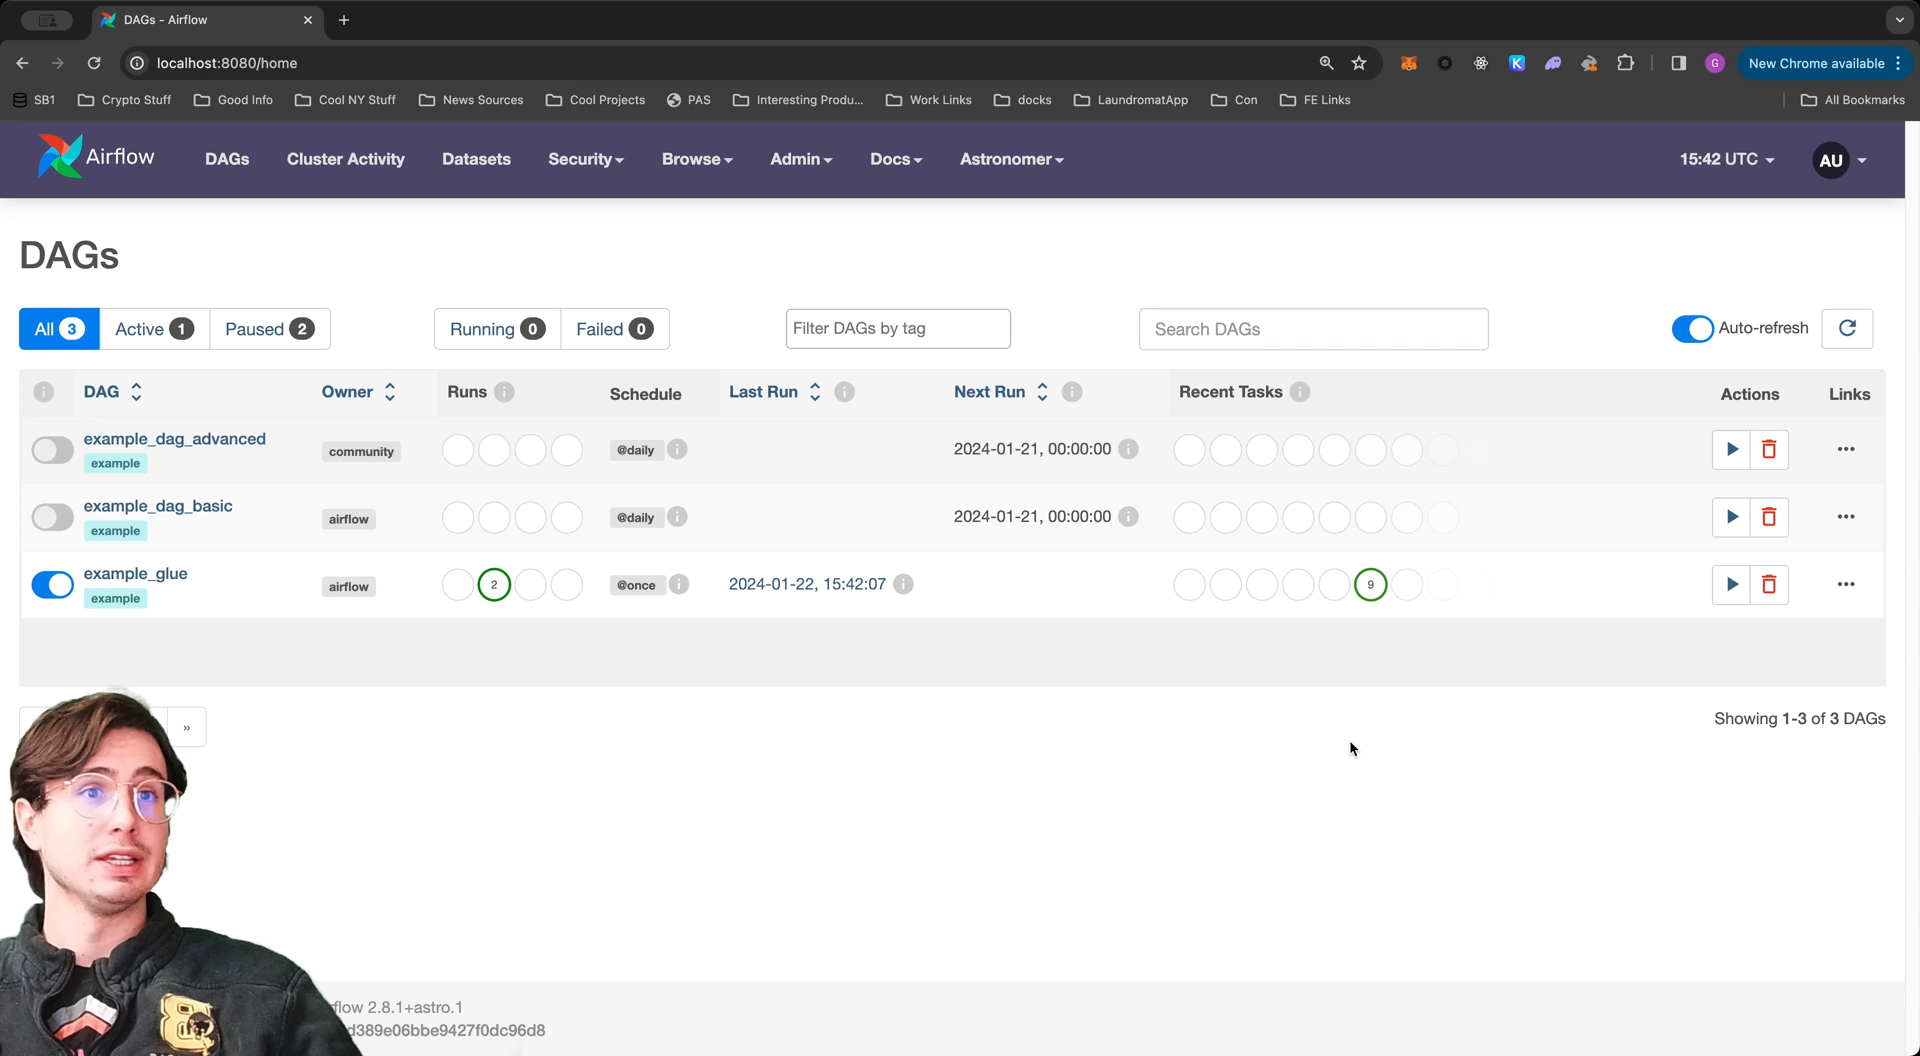 DAGs - Airflow
localhost:8080/home
New Chrome available
SB1 Crypto Stuff Good Info Cool NY Stuff News Sources Cool Projects PAS Interesting Produ... Work Links docks LaundromatApp Con FE Links All Bookmarks
Airflow DAGs Cluster Activity Datasets Security Browse Admin Docs Astronomer 15:42 UTC AU
DAGs
All 3 Active 1 Paused 2 Running 0 Failed 0 Filter DAGs by tag Search DAGs Auto-refresh
DAG Owner Runs Schedule Last Run Next Run Recent Tasks Actions Links
example_dag_advanced community @daily 2024-01-21, 00:00:00
example
example_dag_basic airflow @daily 2024-01-21, 00:00:00
example
example_glue airflow 2 @once 2024-01-22, 15:42:07 9
example
» Showing 1-3 of 3 DAGs
flow 2.8.1+astro.1
d389e06bbe9427f0dc96d8